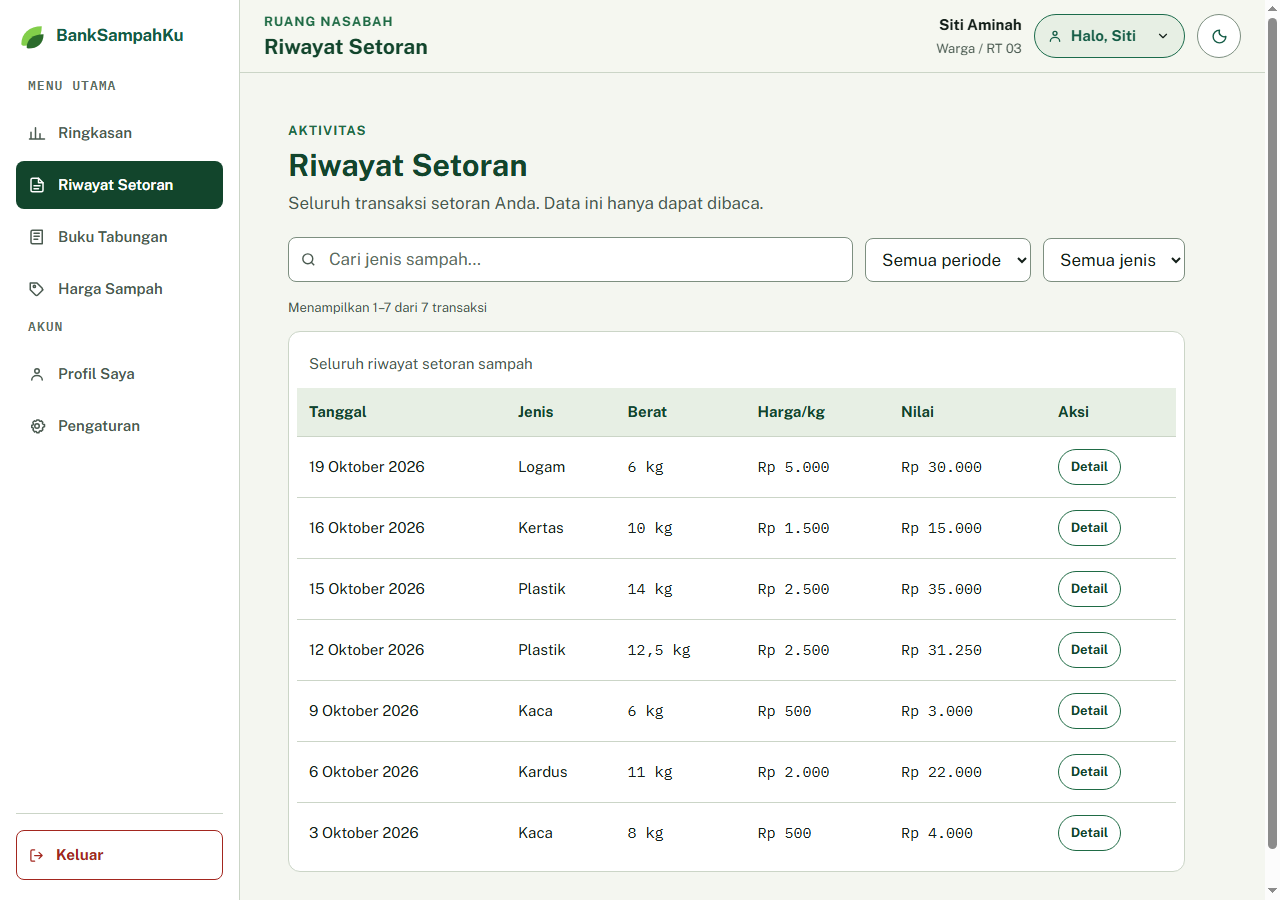 BankSampahKu
MENU UTAMA
Ringkasan
Riwayat Setoran
Buku Tabungan
Harga Sampah
AKUN
Profil Saya
Pengaturan
Keluar
RUANG NASABAH
Riwayat Setoran
Siti Aminah
Warga / RT 03
Halo, Siti
AKTIVITAS
Riwayat Setoran
Seluruh transaksi setoran Anda. Data ini hanya dapat dibaca.
Cari jenis sampah...
Semua periode
Semua jenis
Menampilkan 1–7 dari 7 transaksi
Seluruh riwayat setoran sampah
Tanggal Jenis Berat Harga/kg Nilai Aksi
19 Oktober 2026 Logam 6 kg Rp 5.000 Rp 30.000 Detail
16 Oktober 2026 Kertas 10 kg Rp 1.500 Rp 15.000 Detail
15 Oktober 2026 Plastik 14 kg Rp 2.500 Rp 35.000 Detail
12 Oktober 2026 Plastik 12,5 kg Rp 2.500 Rp 31.250 Detail
9 Oktober 2026 Kaca 6 kg Rp 500 Rp 3.000 Detail
6 Oktober 2026 Kardus 11 kg Rp 2.000 Rp 22.000 Detail
3 Oktober 2026 Kaca 8 kg Rp 500 Rp 4.000 Detail